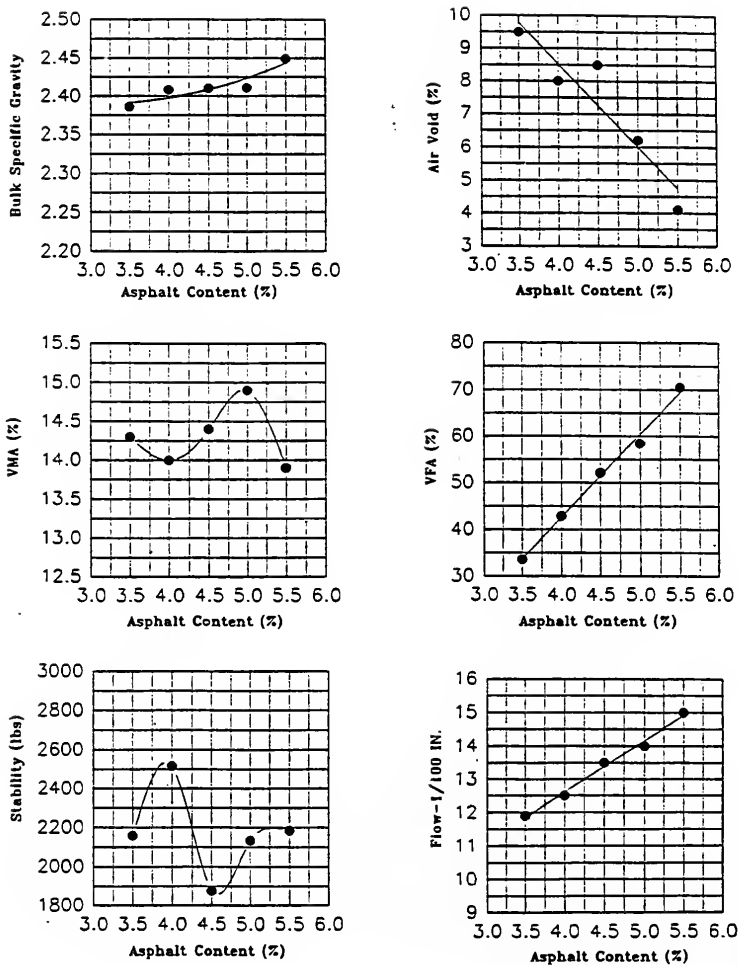 Bulk Specific Gravity
2.50
2.45
2.40
2.35
2.30
2.25
2.20
3.0 3.5 4.0 4.5 5.0 5.5 6.0
Asphalt Content (%)
Air Void (%)
10
9
8
7
6
5
4
3
3.0 3.5 4.0 4.5 5.0 5.5 6.0
Asphalt Content (%)
VMA (%)
15.5
15.0
14.5
14.0
13.5
13.0
12.5
3.0 3.5 4.0 4.5 5.0 5.5 6.0
Asphalt Content (%)
VFA (%)
80
70
60
50
40
30
3.0 3.5 4.0 4.5 5.0 5.5 6.0
Asphalt Content (%)
Stability (lbs)
3000
2800
2600
2400
2200
2000
1800
3.0 3.5 4.0 4.5 5.0 5.5 6.0
Asphalt Content (%)
Flow-1/100 IN.
16
15
14
13
12
11
10
9
3.0 3.5 4.0 4.5 5.0 5.5 6.0
Asphalt Content (%)